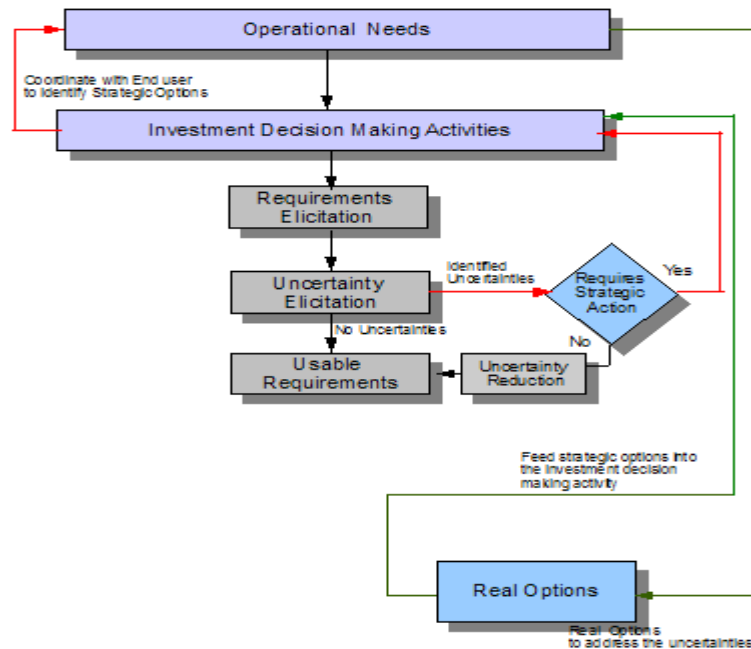 Operational Needs
Coordinate with End user
to Identify Strategic Options
Investment Decision Making Activities
Requirements
Elicitation
Uncertainty
Elicitation
Identified
Uncertainties
Requires
Strategic
Action
Yes
No Uncertainties
No
Usable
Requirements
Uncertainty
Reduction
Feed strategic options into
the investment decision
making activity
Real Options
Real Options
to address the uncertainties